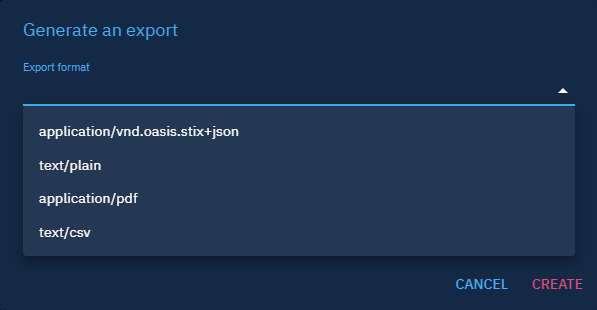 Generate an export
Export format
application/vnd.oasis.stix+json
text/plain
application/pdf
text/csv
CANCEL CREATE